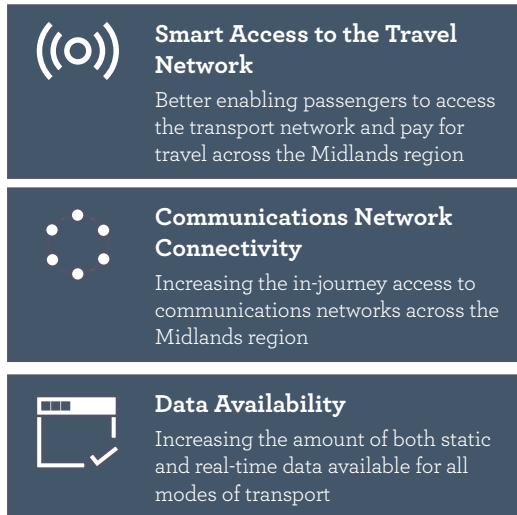 Smart Access to the Travel
Network
Better enabling passengers to access
the transport network and pay for
travel across the Midlands region
Communications Network
Connectivity
Increasing the in-journey access to
communications networks across the
Midlands region
Data Availability
Increasing the amount of both static
and real-time data available for all
modes of transport